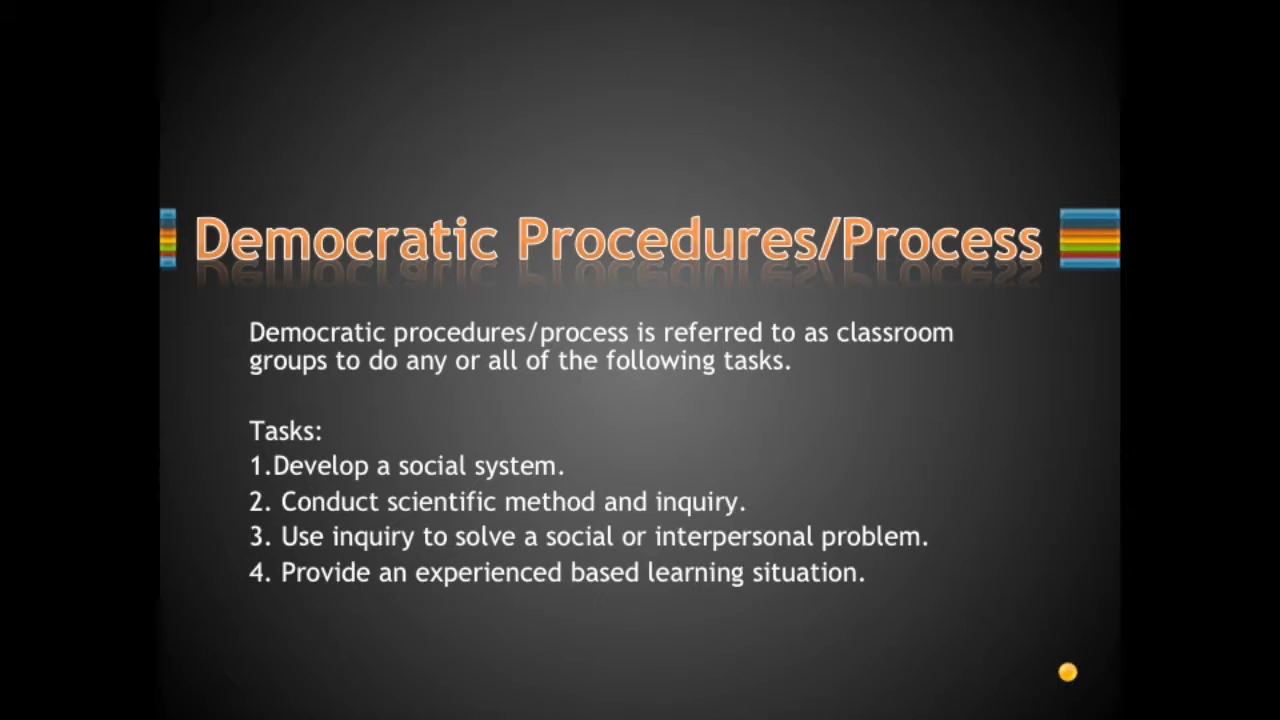 Democratic Procedures/Process
Democratic procedures/process is referred to as classroom
groups to do any or all of the following tasks.
Tasks:
1.Develop a social system.
2. Conduct scientific method and inquiry.
3. Use inquiry to solve a social or interpersonal problem.
4. Provide an experienced based learning situation.